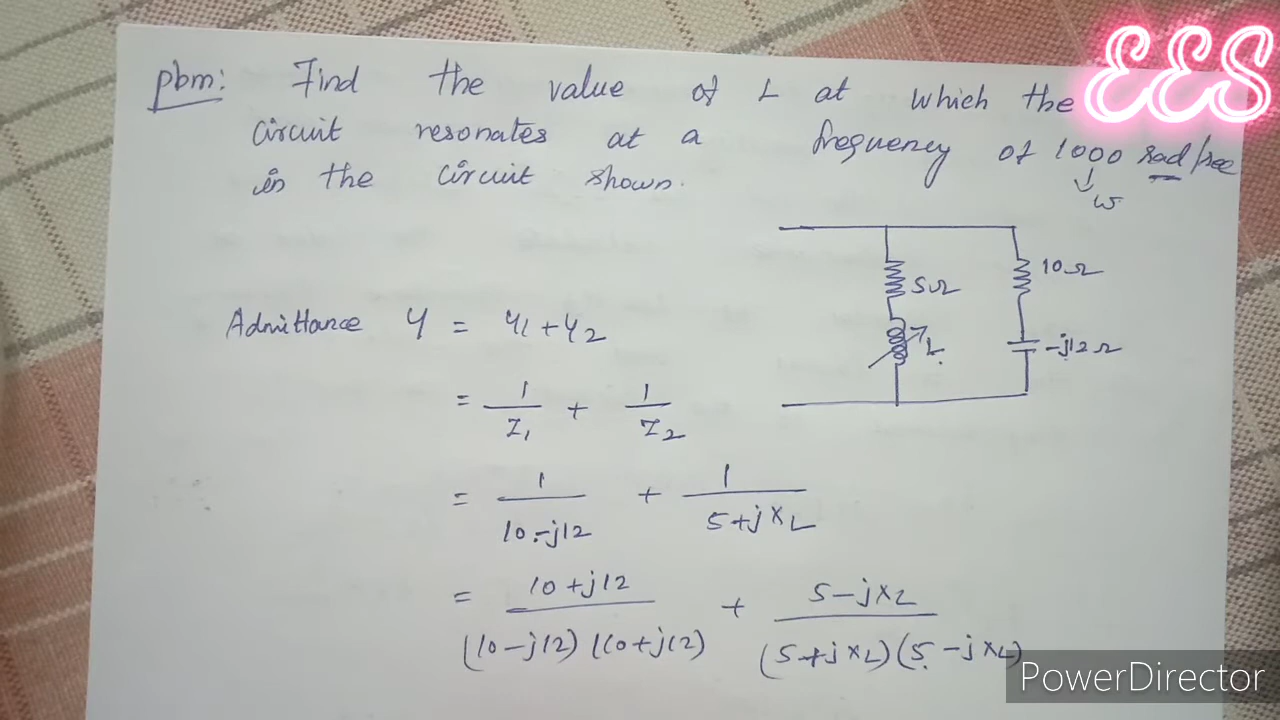 EES
Pbm: Find the value of L at which the
circuit resonates at a frequency of 1000 rad/sec
in the circuit shown.
ω
5Ω
10Ω
L
-j12Ω
Admittance Y = Y1 + Y2
= 1/Z1 + 1/Z2
= 1/(10-j12) + 1/(5+jXL)
= (10+j12)/((10-j12)(10+j12)) + (5-jXL)/((5+jXL)(5-jXL))
PowerDirector